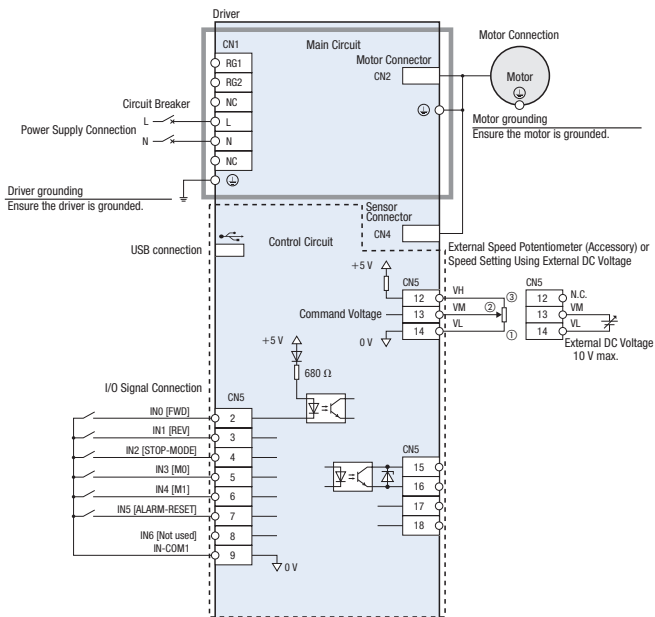 Driver
CN1
Main Circuit
Motor Connection
RG1
Motor Connector
RG2
CN2
Motor
NC
Circuit Breaker
L
L
Power Supply Connection
N
N
Motor grounding
Ensure the motor is grounded.
NC
Driver grounding
Ensure the driver is grounded.
Sensor
Connector
CN4
USB connection
Control Circuit
External Speed Potentiometer (Accessory) or
Speed Setting Using External DC Voltage
+5 V
CN5
CN5
12
VH
③
12
N.C.
Command Voltage
13
VM
②
13
VM
0 V
14
VL
①
14
VL
External DC Voltage
10 V max.
+5 V
680 Ω
I/O Signal Connection
CN5
IN0 [FWD]
2
IN1 [REV]
3
IN2 [STOP-MODE]
4
IN3 [M0]
5
IN4 [M1]
6
IN5 [ALARM-RESET]
7
IN6 [Not used]
8
IN-COM1
9
0 V
CN5
15
16
17
18